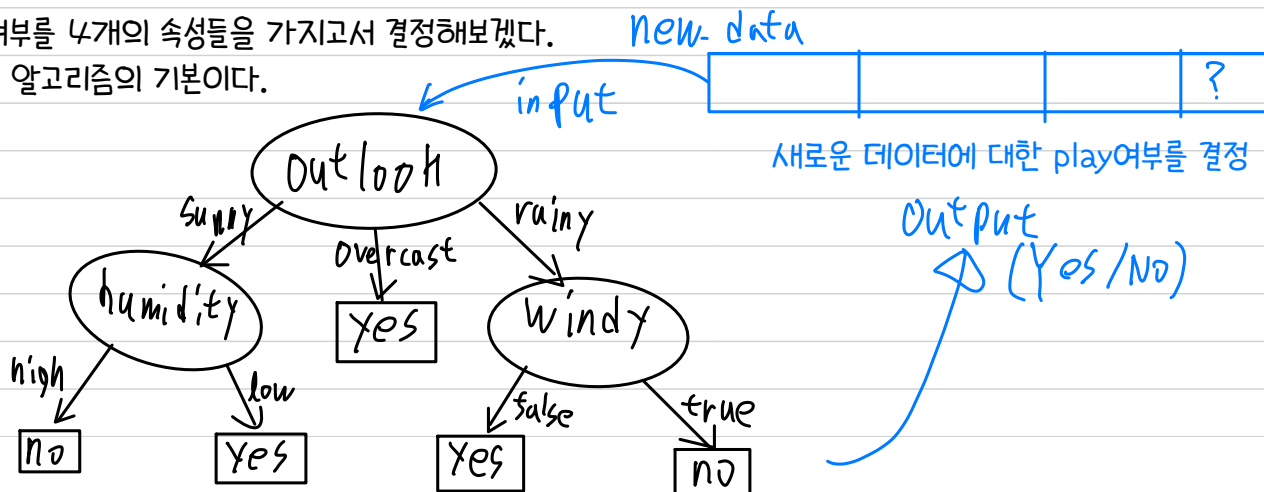 여부를 4개의 속성들을 가지고서 결정해보겠다.
알고리즘의 기본이다.
new data
?
input
새로운 데이터에 대한 play여부를 결정
outlook
sunny
overcast
rainy
output
(Yes/No)
humidity
yes
windy
high
low
false
true
no
yes
yes
no